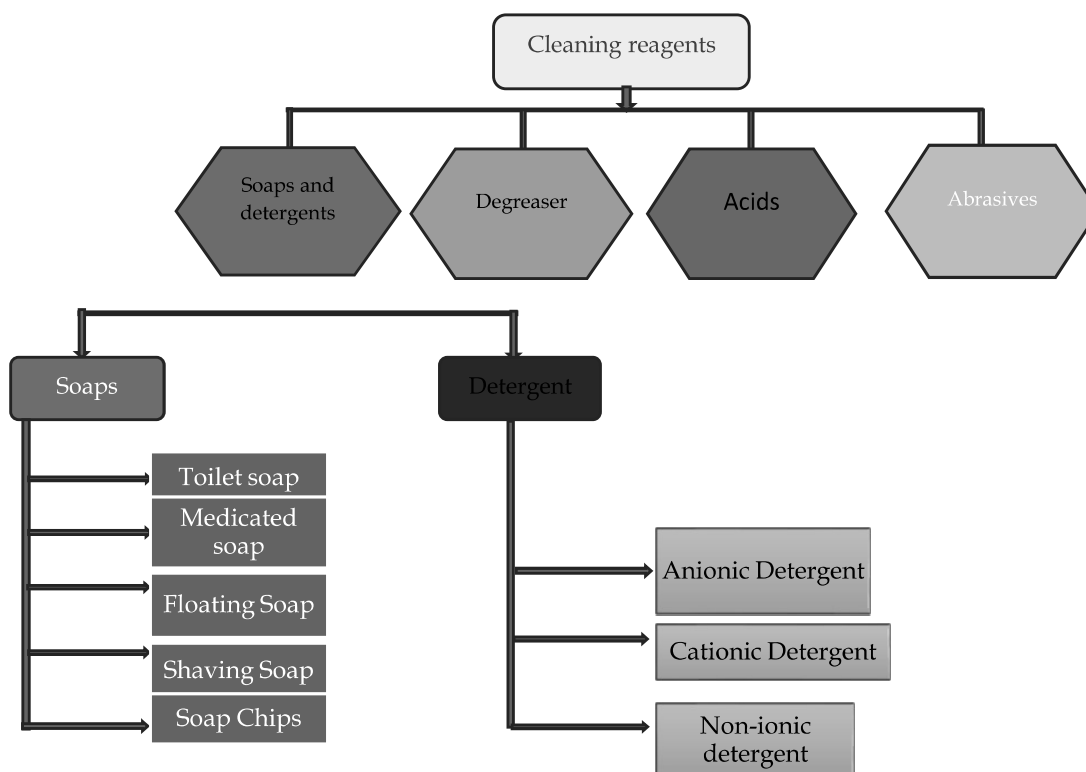 Cleaning reagents
Soaps and
detergents
Degreaser
Acids
Abrasives
Soaps
Detergent
Toilet soap
Medicated
soap
Floating Soap
Shaving Soap
Soap Chips
Anionic Detergent
Cationic Detergent
Non-ionic
detergent